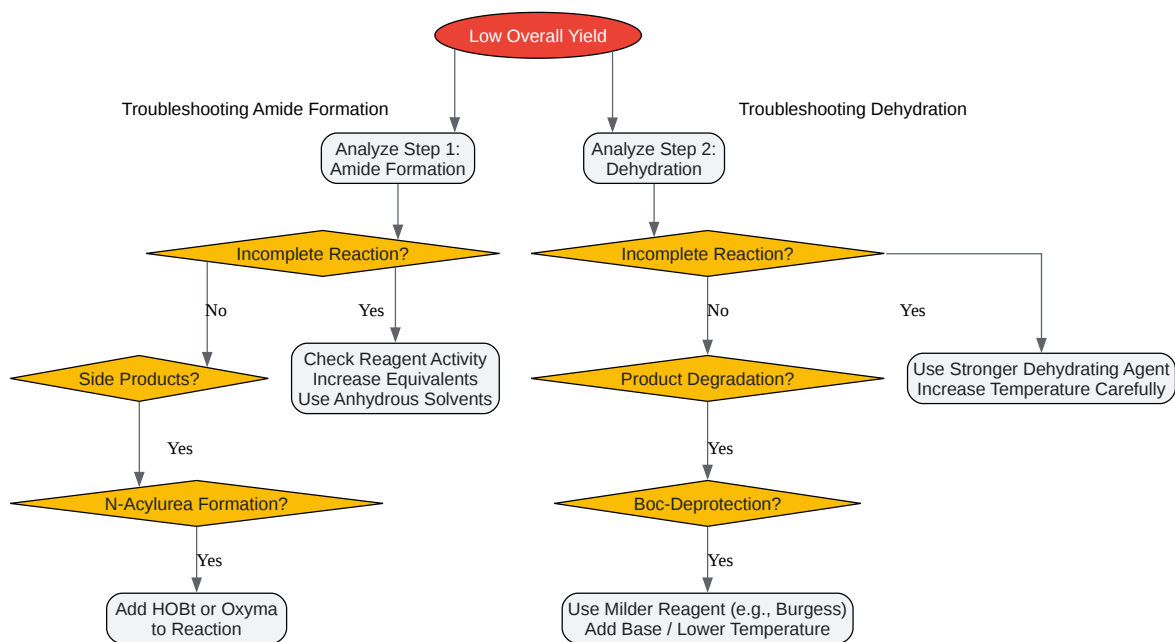 Low Overall Yield
Troubleshooting Amide Formation
Troubleshooting Dehydration
Analyze Step 1:
Amide Formation
Analyze Step 2:
Dehydration
Incomplete Reaction?
Incomplete Reaction?
No
Yes
No
Yes
Side Products?
Check Reagent Activity
Increase Equivalents
Use Anhydrous Solvents
Product Degradation?
Use Stronger Dehydrating Agent
Increase Temperature Carefully
Yes
Yes
N-Acylurea Formation?
Boc-Deprotection?
Yes
Yes
Add HOBt or Oxyma
to Reaction
Use Milder Reagent (e.g., Burgess)
Add Base / Lower Temperature